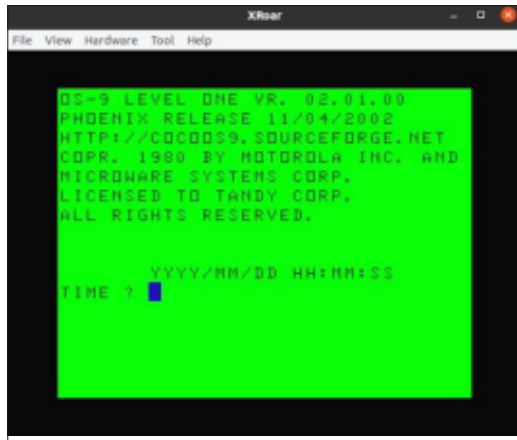 XRoar
File View Hardware Tool Help
OS-9 LEVEL ONE VR. 02.01.00
PHOENIX RELEASE 11/04/2002
HTTP://COCOOS9.SOURCEFORGE.NET
COPR. 1980 BY MOTOROLA INC. AND
MICROWARE SYSTEMS CORP.
LICENSED TO TANDY CORP.
ALL RIGHTS RESERVED.
YYYY/MM/DD HH:MM:SS
TIME ?